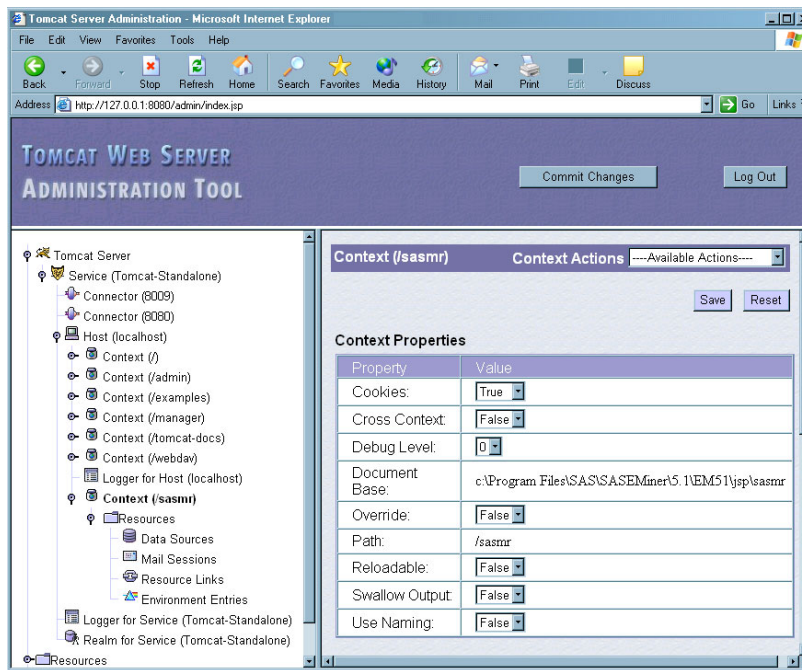 Tomcat Server Administration - Microsoft Internet Explorer
File Edit View Favorites Tools Help
Back Forward Stop Refresh Home Search Favorites Media History Mail Print Edit Discuss
Address http://127.0.0.1:8080/admin/index.jsp Go Links
TOMCAT WEB SERVER
ADMINISTRATION TOOL
Commit Changes Log Out
Tomcat Server
Service (Tomcat-Standalone)
Connector (8009)
Connector (8080)
Host (localhost)
Context (/)
Context (/admin)
Context (/examples)
Context (/manager)
Context (/tomcat-docs)
Context (/webdav)
Logger for Host (localhost)
Context (/sasmr)
Resources
Data Sources
Mail Sessions
Resource Links
Environment Entries
Logger for Service (Tomcat-Standalone)
Realm for Service (Tomcat-Standalone)
Resources
Context (/sasmr) Context Actions ----Available Actions----
Save Reset
Context Properties
Property Value
Cookies: True
Cross Context: False
Debug Level: 0
Document Base: c:\Program Files\SAS\SASEMiner\5.1\EM51\jsp\sasmr
Override: False
Path: /sasmr
Reloadable: False
Swallow Output: False
Use Naming: False